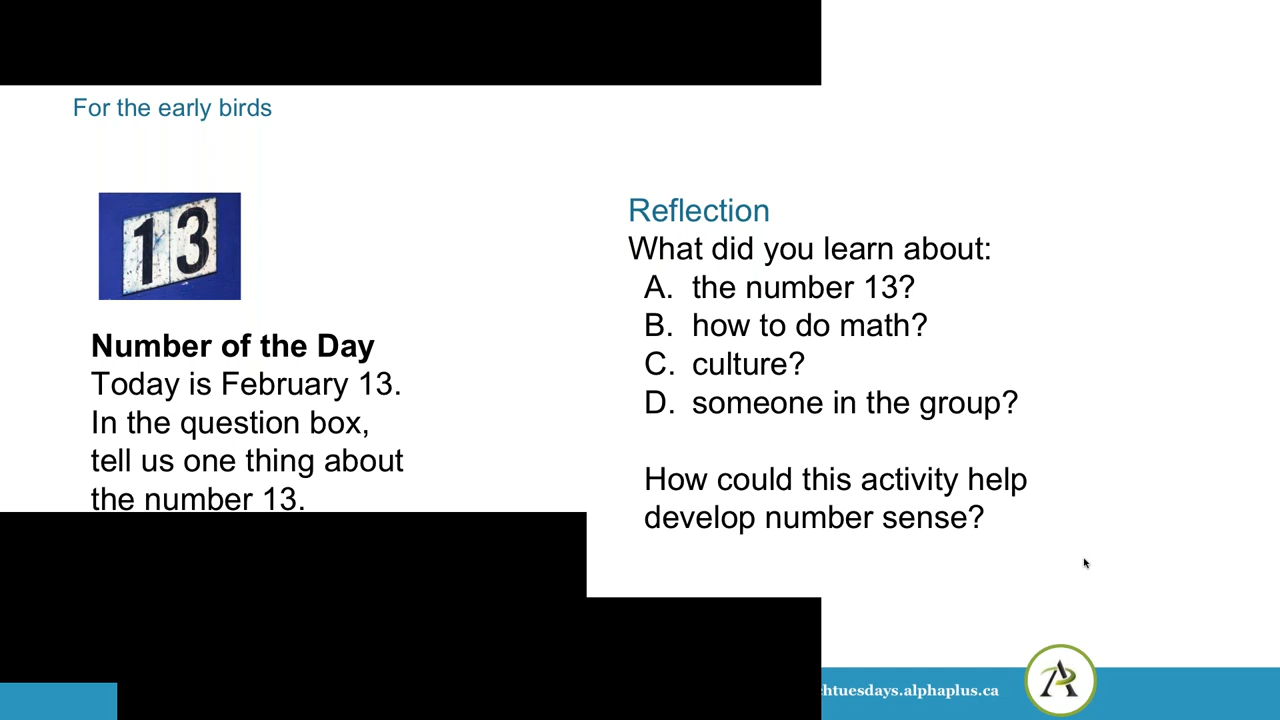 For the early birds
13
Number of the Day
Today is February 13.
In the question box,
tell us one thing about
the number 13.
Reflection
What did you learn about:
A. the number 13?
B. how to do math?
C. culture?
D. someone in the group?
How could this activity help
develop number sense?
htuesdays.alphaplus.ca